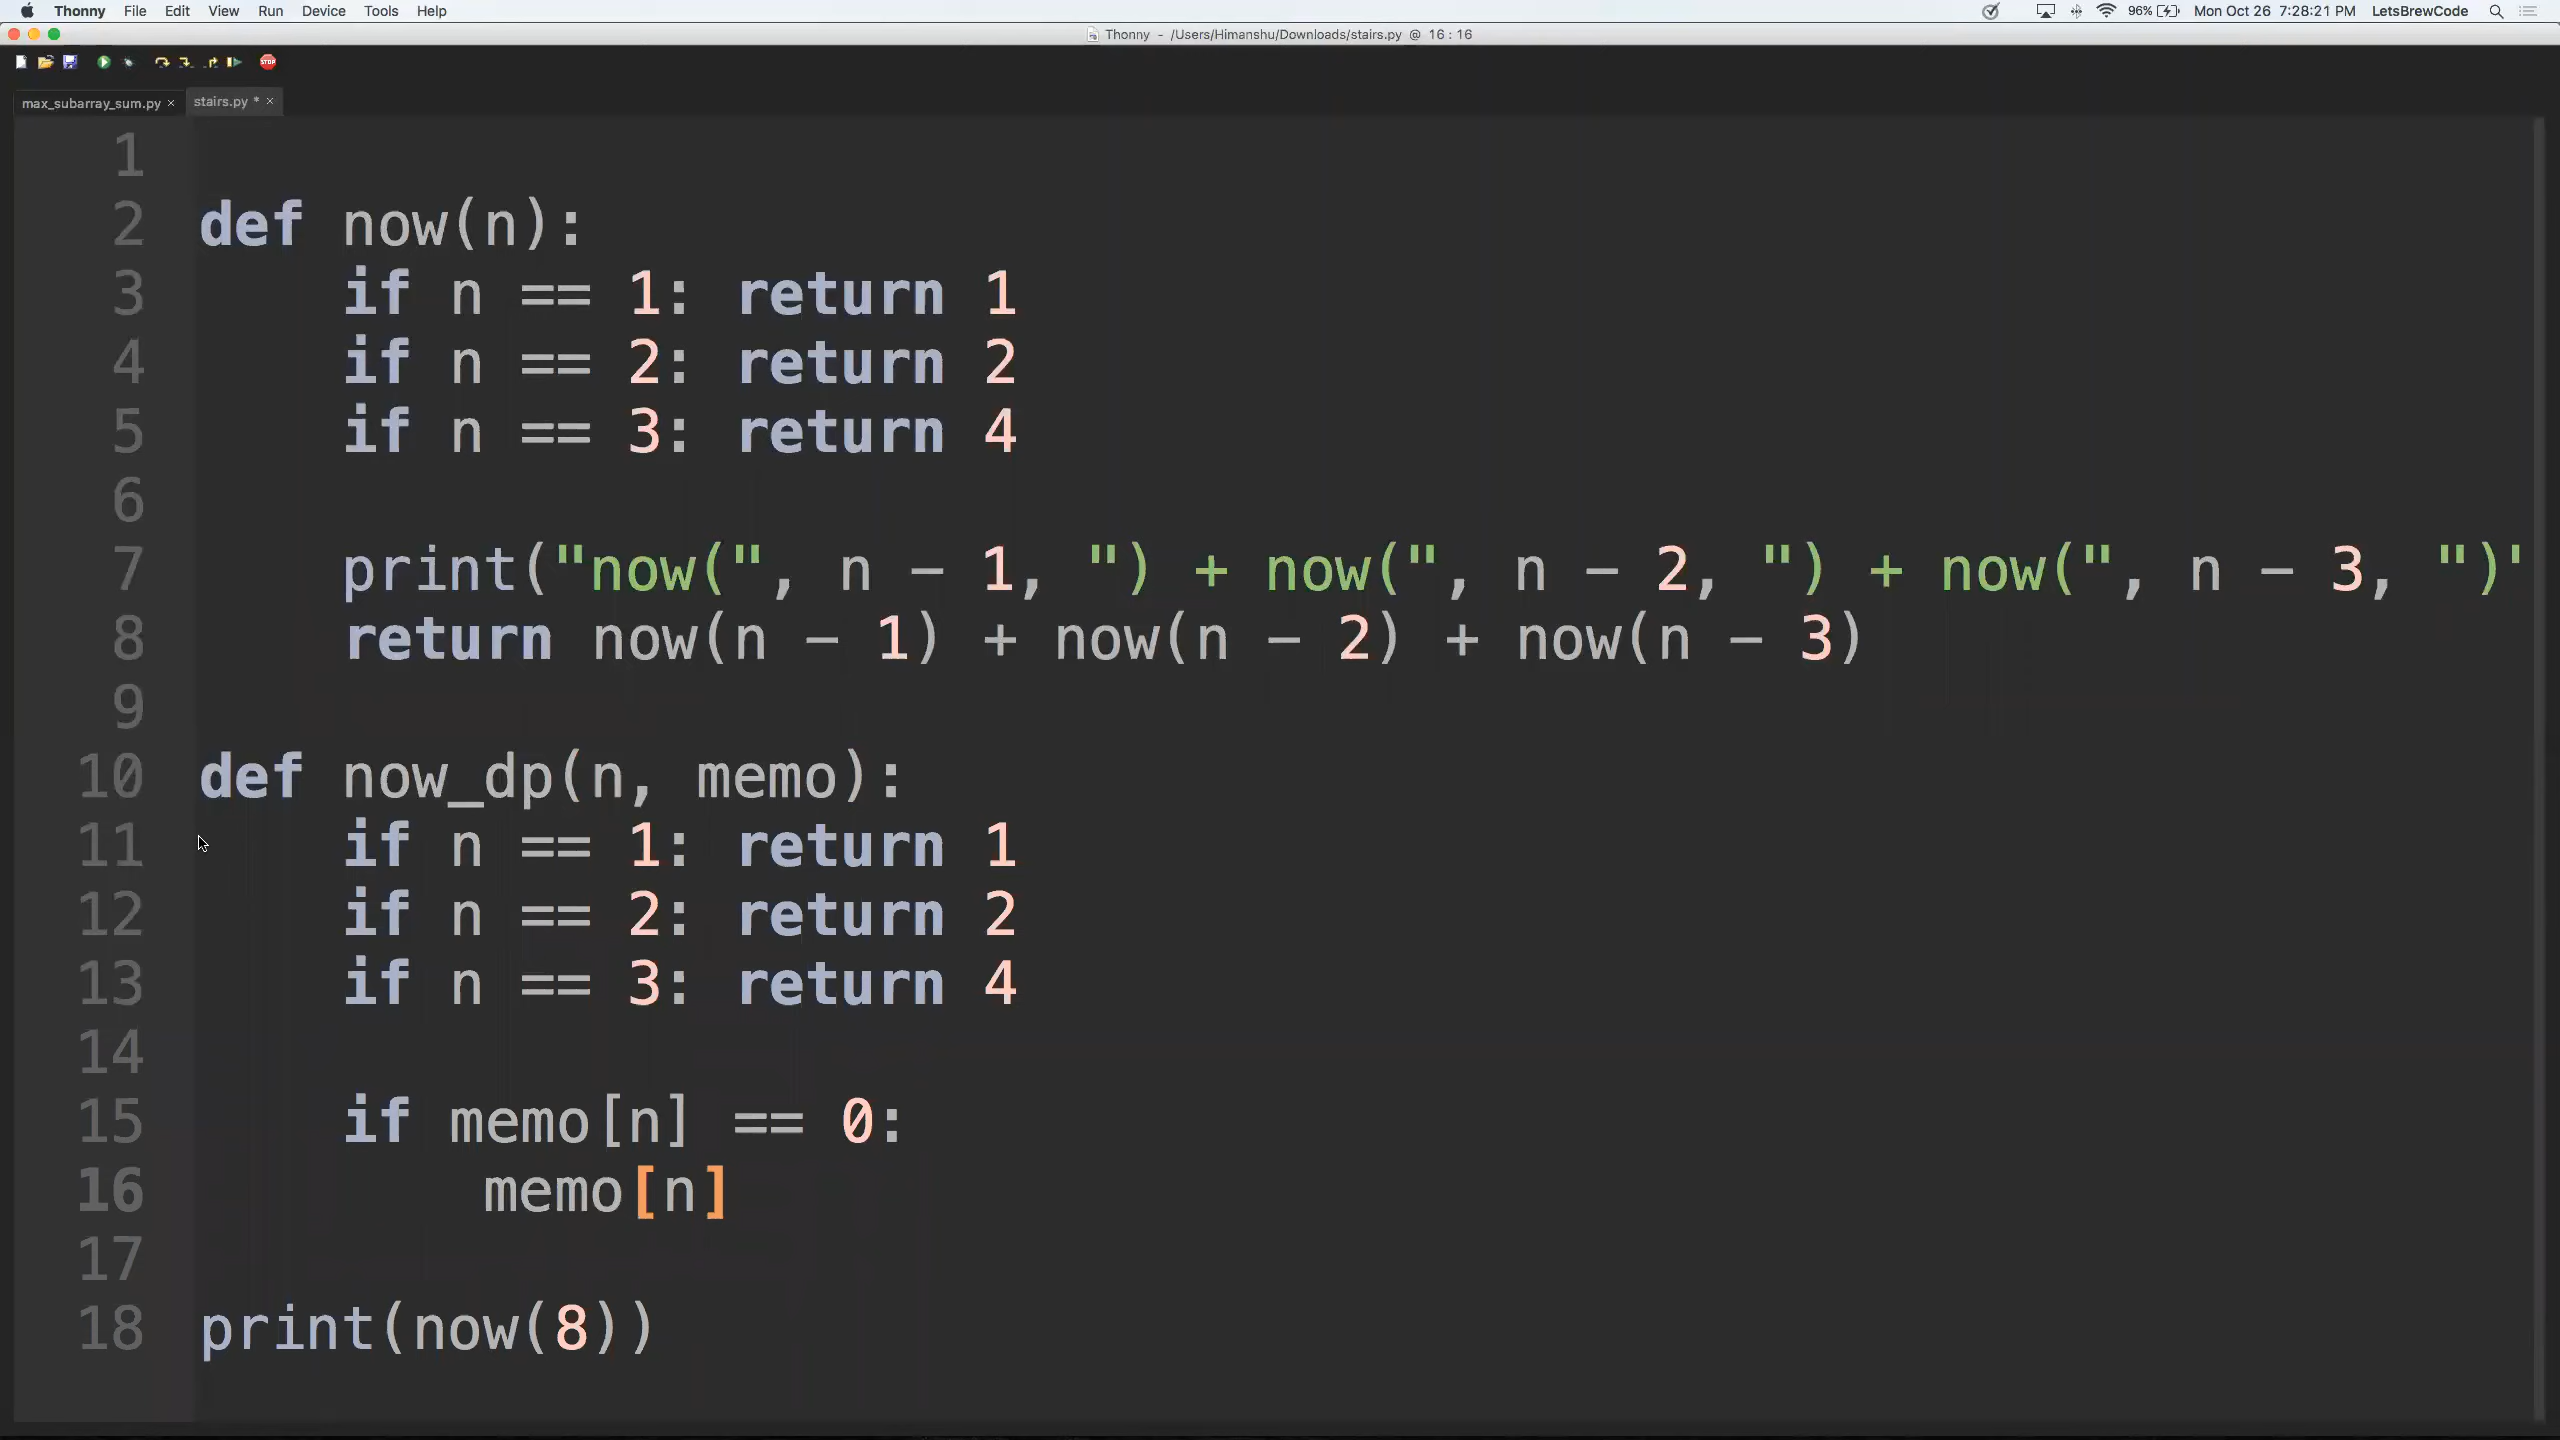 Thonny File Edit View Run Device Tools Help 96% Mon Oct 26 7:28:21 PM LetsBrewCode
Thonny - /Users/Himanshu/Downloads/stairs.py @ 16 : 16
STOP
max_subarray_sum.py × stairs.py * ×
1
2 def now(n):
3     if n == 1: return 1
4     if n == 2: return 2
5     if n == 3: return 4
6
7     print("now(", n - 1, ") + now(", n - 2, ") + now(", n - 3, ")'
8     return now(n - 1) + now(n - 2) + now(n - 3)
9
10 def now_dp(n, memo):
11     if n == 1: return 1
12     if n == 2: return 2
13     if n == 3: return 4
14
15     if memo[n] == 0:
16         memo[n]
17
18 print(now(8))